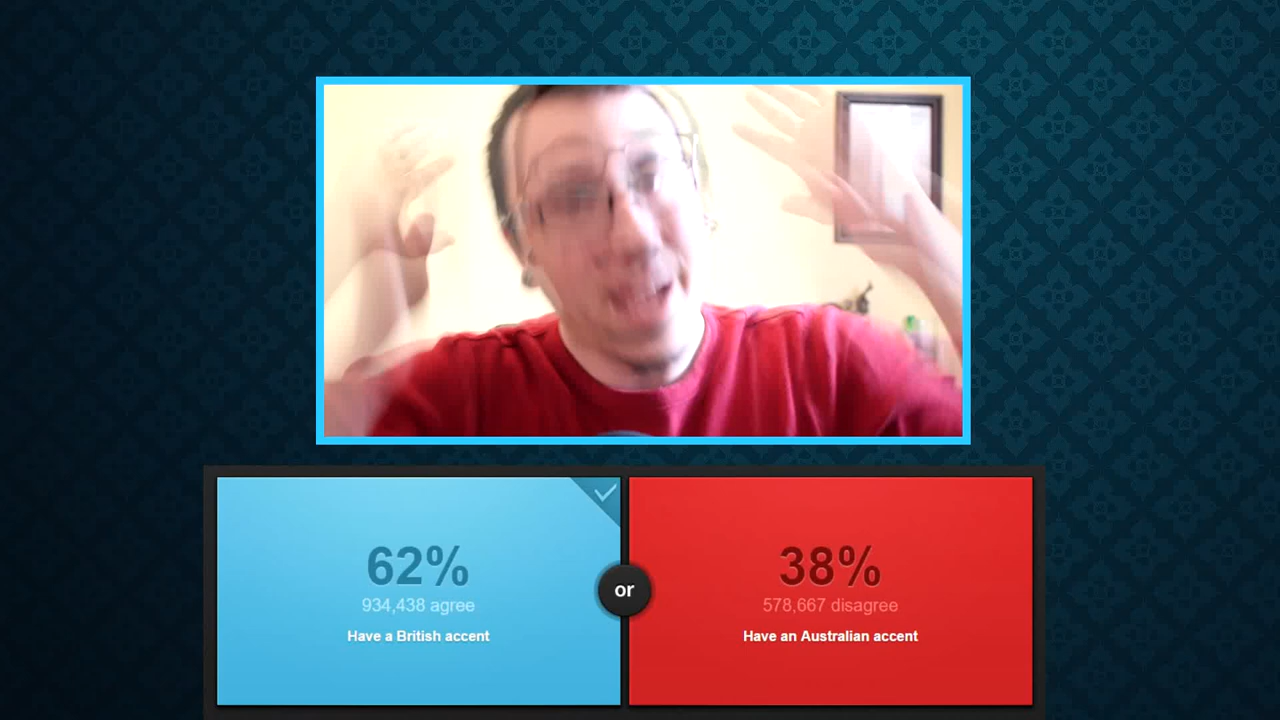 62%
934,438 agree
Have a British accent
or
38%
578,667 disagree
Have an Australian accent